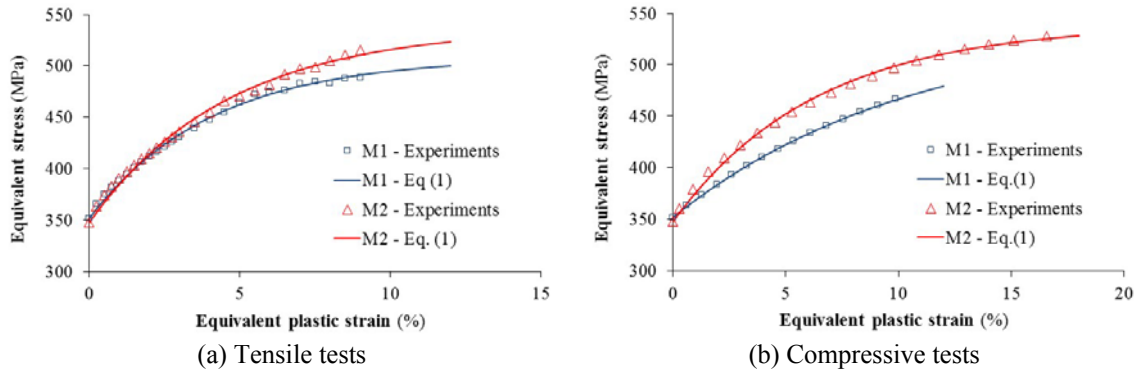 550
500
450
400
350
300
Equivalent stress (MPa)
M1 - Experiments
M1 - Eq (1)
M2 - Experiments
M2 - Eq. (1)
0
5
10
15
Equivalent plastic strain (%)
(a) Tensile tests
550
500
450
400
350
300
Equivalent stress (MPa)
M1 - Experiments
M1 - Eq.(1)
M2 - Experiments
M2 - Eq.(1)
0
5
10
15
20
Equivalent plastic strain (%)
(b) Compressive tests